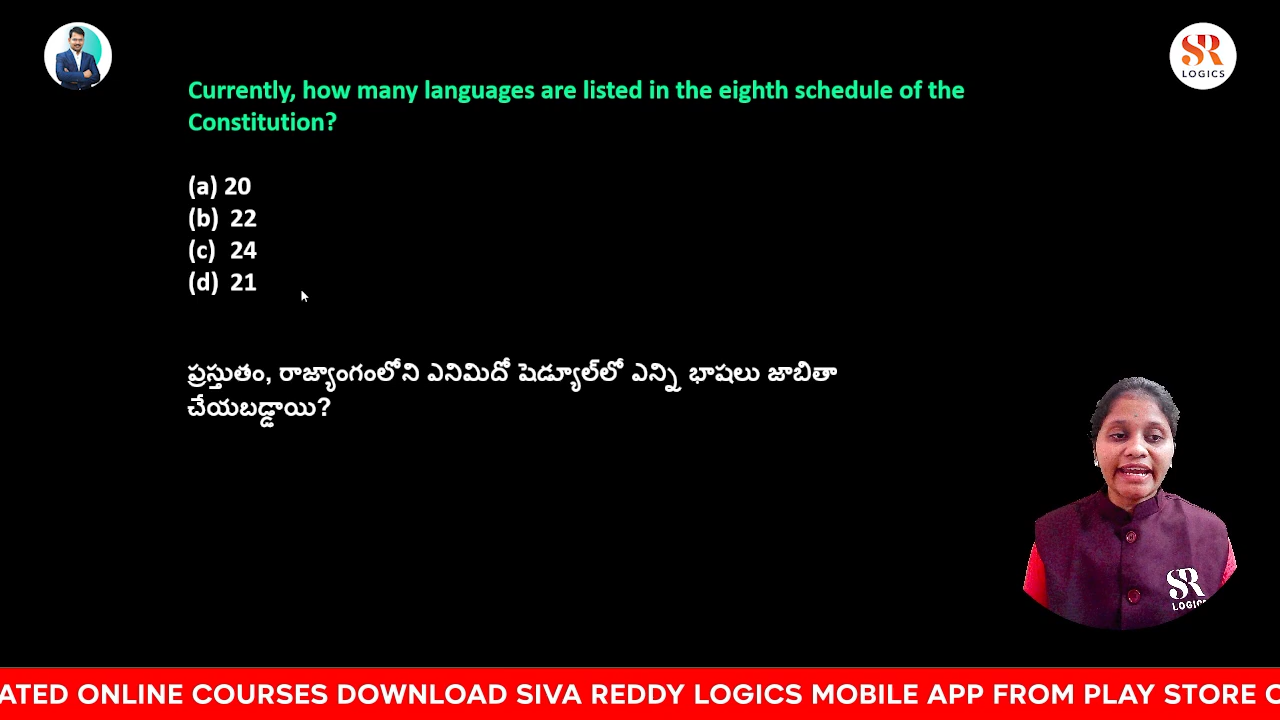 SR
LOGICS
Currently, how many languages are listed in the eighth schedule of the
Constitution?
(a) 20
(b) 22
(c) 24
(d) 21
ప్రస్తుతం, రాజ్యాంగంలోని ఎనిమిదో షెడ్యూల్‌లో ఎన్ని భాషలు జాబితా
చేయబడ్డాయి?
SR
LOGICS
ATED ONLINE COURSES DOWNLOAD SIVA REDDY LOGICS MOBILE APP FROM PLAY STORE